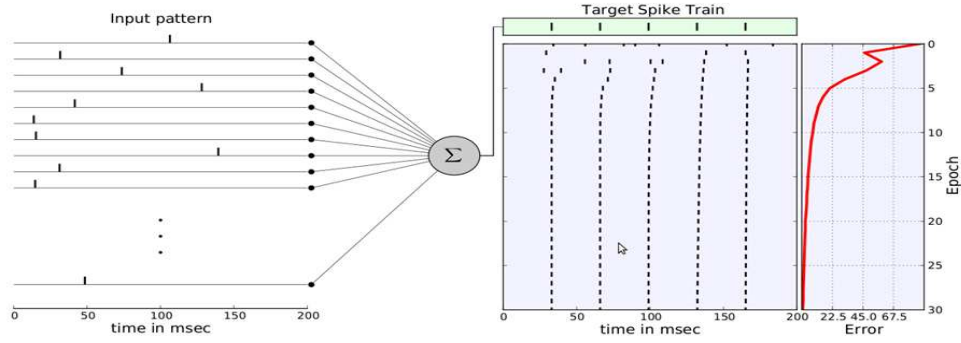 Input pattern
Target Spike Train
Σ
0
5
10
15
20
25
30
Epoch
0 50 100 150 200
time in msec
0 50 100 150 200
time in msec
22.5 45.0 67.5
Error